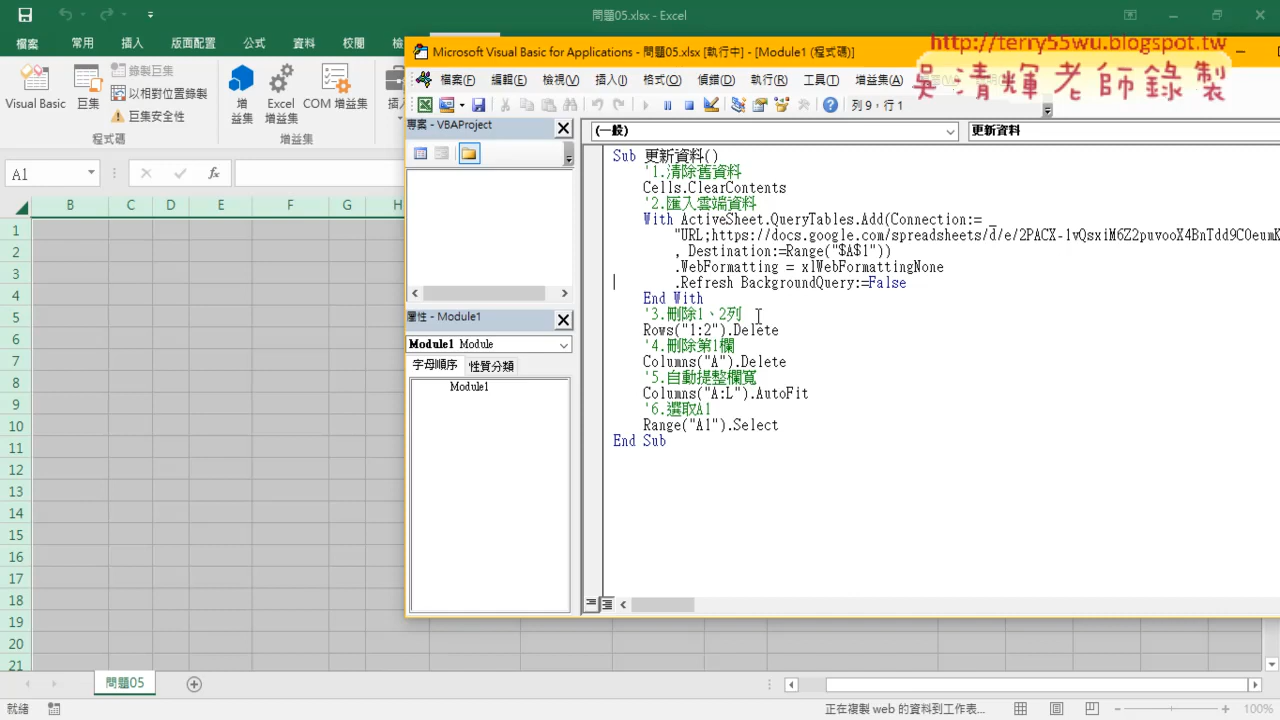 問題05.xlsx - Excel
檔案 常用 插入 版面配置 公式 資料 校閱
Visual Basic
巨集
錄製巨集
以相對位置錄製
巨集安全性
程式碼
增
益集
Excel
增益集
COM 增益集
增益集
Microsoft Visual Basic for Applications - 問題05.xlsx [執行中] - [Module1 (程式碼)]
http://terry55wu.blogspot.tw
吳清輝老師錄製
檔案(F) 編輯(E) 檢視(V) 插入(I) 格式(O) 偵錯(D) 執行(R) 工具(T) 增益集(A)
列 9，行 1
專案 - VBAProject
屬性 - Module1
Module1 Module
字母順序 性質分類
Module1
(一般)
更新資料
Sub 更新資料()
'1.清除舊資料
Cells.ClearContents
'2.匯入雲端資料
With ActiveSheet.QueryTables.Add(Connection:= _
"URL;https://docs.google.com/spreadsheets/d/e/2PACX-1vQsxiM6Z2puvooX4BnTdd9COeumK
, Destination:=Range("$A$1"))
.WebFormatting = xlWebFormattingNone
.Refresh BackgroundQuery:=False
End With
'3.刪除1、2列
Rows("1:2").Delete
'4.刪除第1欄
Columns("A").Delete
'5.自動提整欄寬
Columns("A:L").AutoFit
'6.選取A1
Range("A1").Select
End Sub
A1
fx
B C D E F G H
1
2
3
4
5
6
7
8
9
10
11
12
13
14
15
16
17
18
19
20
21
問題05
就緒
正在複製 web 的資料到工作表...
100%